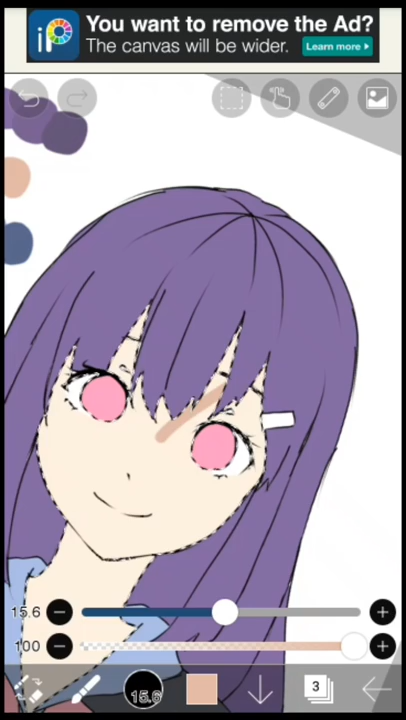 You want to remove the Ad?
The canvas will be wider. Learn more
iP
15.6
100
15.6
3